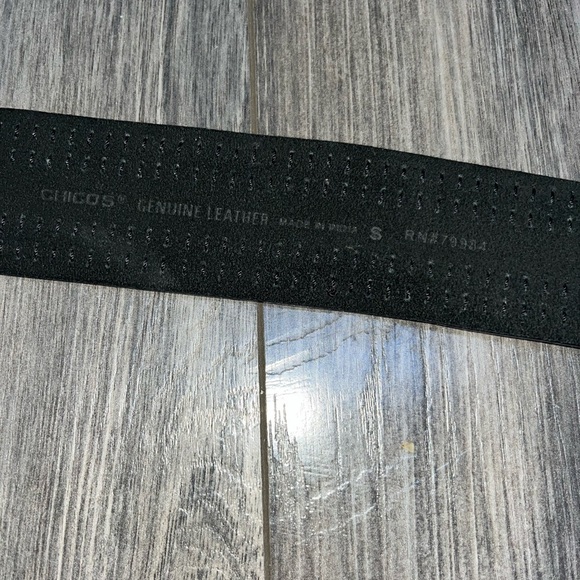 CHICOS® GENUINE LEATHER MADE IN INDIA S RN#79984